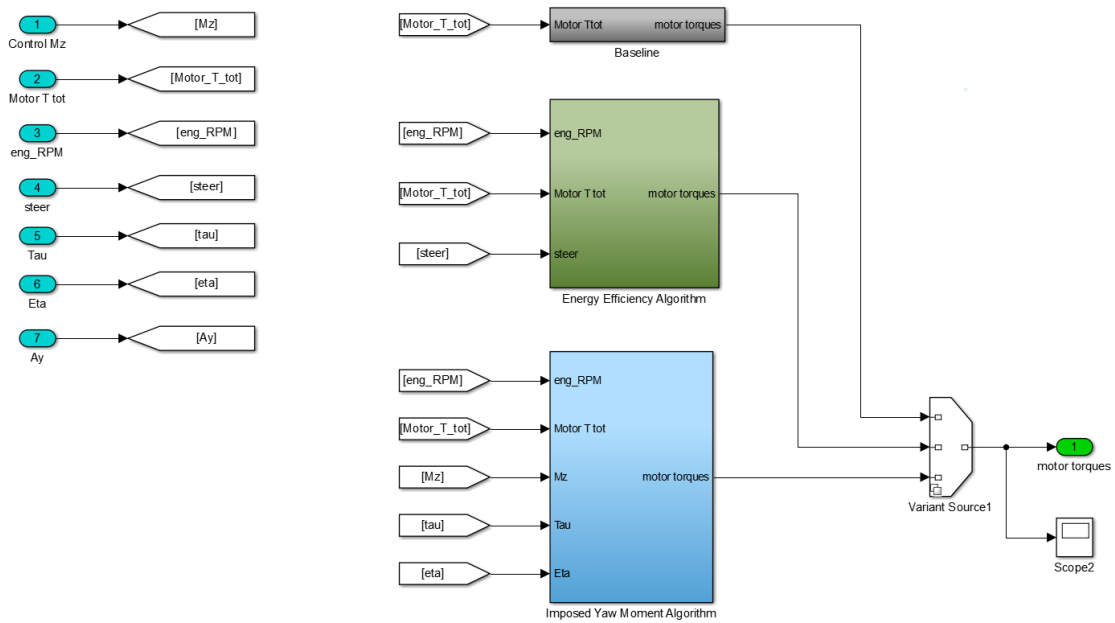 1
[Mz]
Control Mz
2
[Motor_T_tot]
Motor T tot
3
[eng_RPM]
eng_RPM
4
[steer]
steer
5
[tau]
Tau
6
[eta]
Eta
7
[Ay]
Ay
[Motor_T_tot]
Motor Ttot
motor torques
Baseline
[eng_RPM]
eng_RPM
[Motor_T_tot]
Motor T tot
motor torques
[steer]
steer
Energy Efficiency Algorithm
[eng_RPM]
eng_RPM
[Motor_T_tot]
Motor T tot
[Mz]
Mz
motor torques
[tau]
Tau
[eta]
Eta
Imposed Yaw Moment Algorithm
Variant Source1
1
motor torques
Scope2